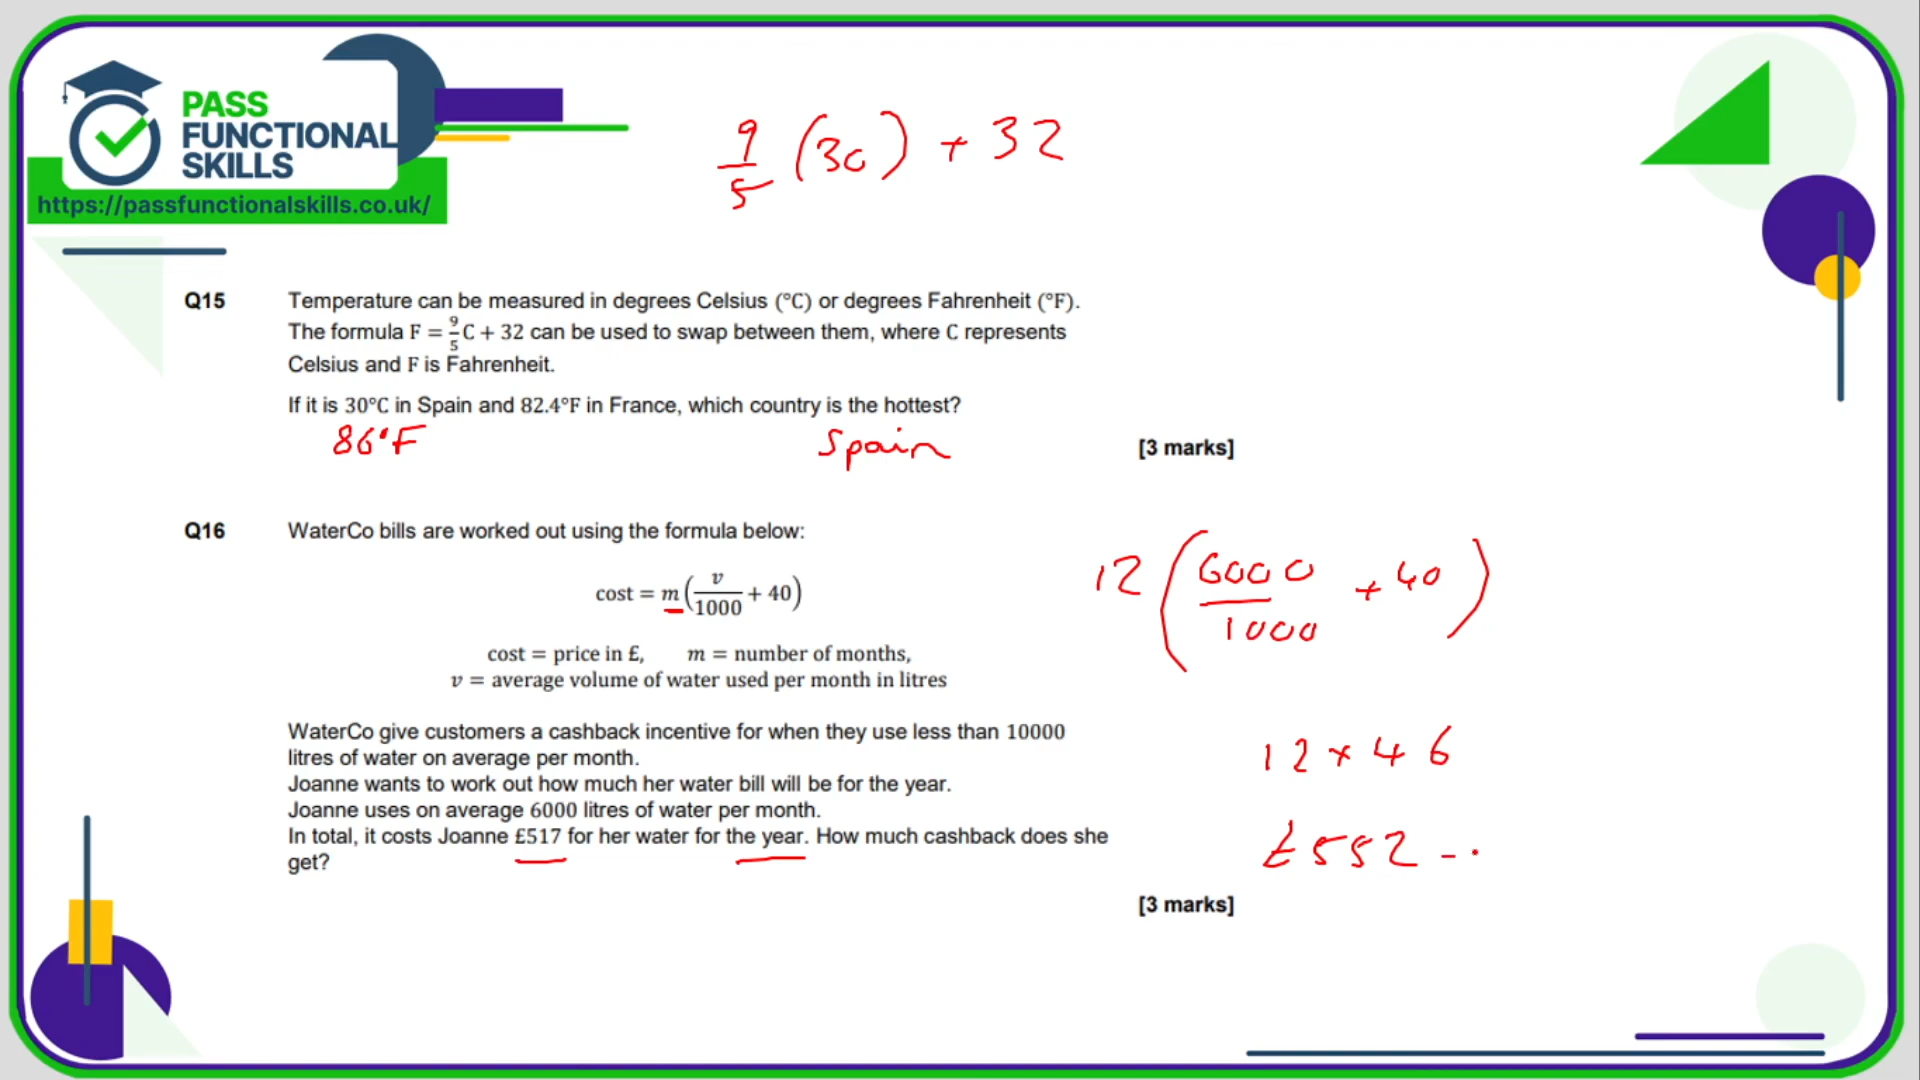 PASS
FUNCTIONAL
SKILLS
https://passfunctionalskills.co.uk/
9/5 (30) + 32
Q15 Temperature can be measured in degrees Celsius (°C) or degrees Fahrenheit (°F).
The formula F = 9/5 C + 32 can be used to swap between them, where C represents
Celsius and F is Fahrenheit.
If it is 30°C in Spain and 82.4°F in France, which country is the hottest?
86°F Spain
[3 marks]
Q16 WaterCo bills are worked out using the formula below:
cost = m(v/1000 + 40)
12 (6000/1000 + 40)
cost = price in £, m = number of months,
v = average volume of water used per month in litres
WaterCo give customers a cashback incentive for when they use less than 10000
litres of water on average per month.
Joanne wants to work out how much her water bill will be for the year.
Joanne uses on average 6000 litres of water per month.
In total, it costs Joanne £517 for her water for the year. How much cashback does she
get?
12 × 46
£552 -
[3 marks]